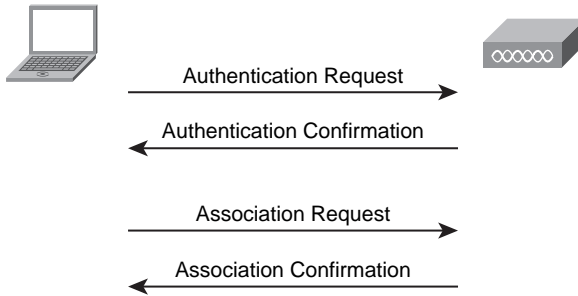 Authentication Request
Authentication Confirmation
Association Request
Association Confirmation